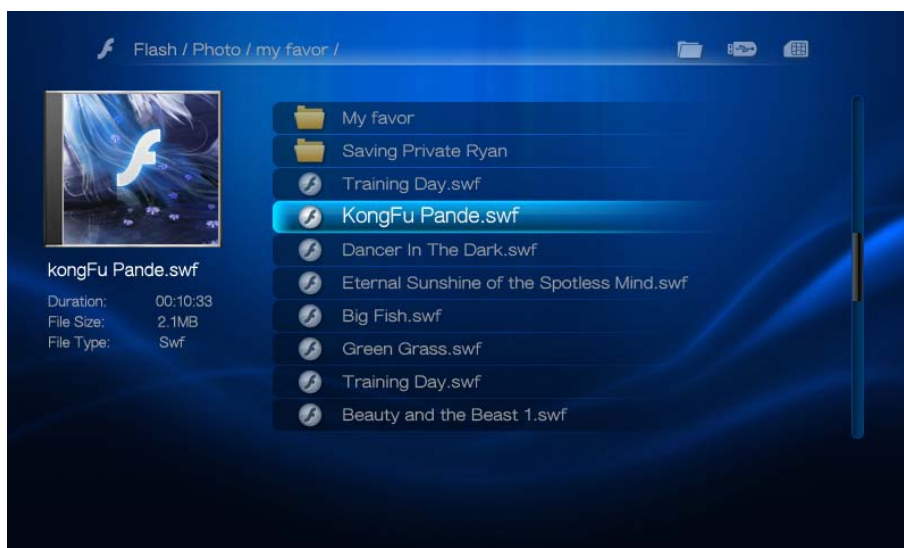 Flash / Photo / my favor /
My favor
Saving Private Ryan
Training Day.swf
KongFu Pande.swf
Dancer In The Dark.swf
Eternal Sunshine of the Spotless Mind.swf
Big Fish.swf
Green Grass.swf
Training Day.swf
Beauty and the Beast 1.swf
kongFu Pande.swf
Duration: 00:10:33
File Size: 2.1MB
File Type: Swf